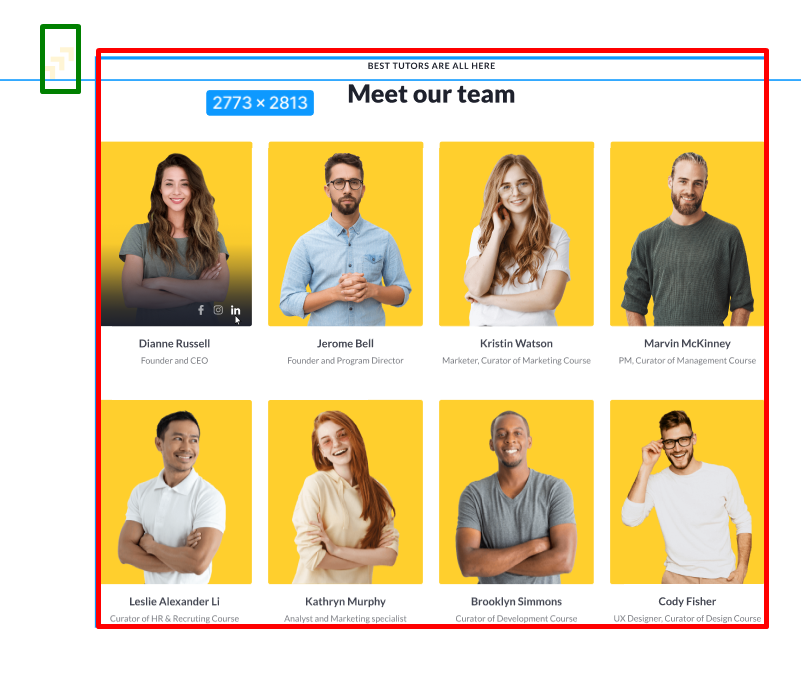 BEST TUTORS ARE ALL HERE
2773 × 2813
Meet our team
in
Dianne Russell
Jerome Bell
Kristin Watson
Marvin McKinney
Founder and CEO
Founder and Program Director
Marketer, Curator of Marketing Course
PM, Curator of Management Course
Leslie Alexander Li
Kathryn Murphy
Brooklyn Simmons
Cody Fisher
Curator of HR & Recruting Course
Analyst and Marketing specialist
Curator of Development Course
UX Designer, Curator of Design Course